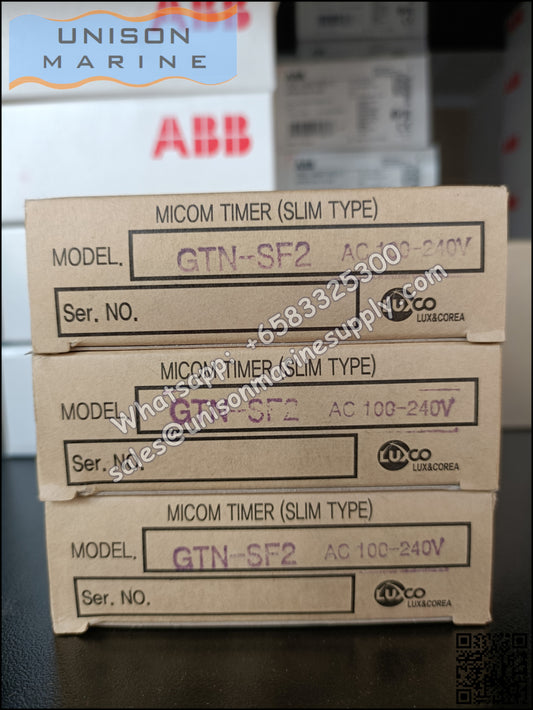 UNISON
MARINE
ABB
ABB
MICOM TIMER (SLIM TYPE)
MODEL. GTN-SF2 AC 100-240V
Ser. NO.
LUXCO
LUX&COREA
Whatsapp: +6583325300
sales@unisonmarinesupply.com
MICOM TIMER (SLIM TYPE)
MODEL. GTN-SF2 AC 100-240V
Ser. NO.
LUXCO
LUX&COREA
MICOM TIMER (SLIM TYPE)
MODEL. GTN-SF2 AC 100-240V
Ser. NO.
LUXCO
LUX&COREA